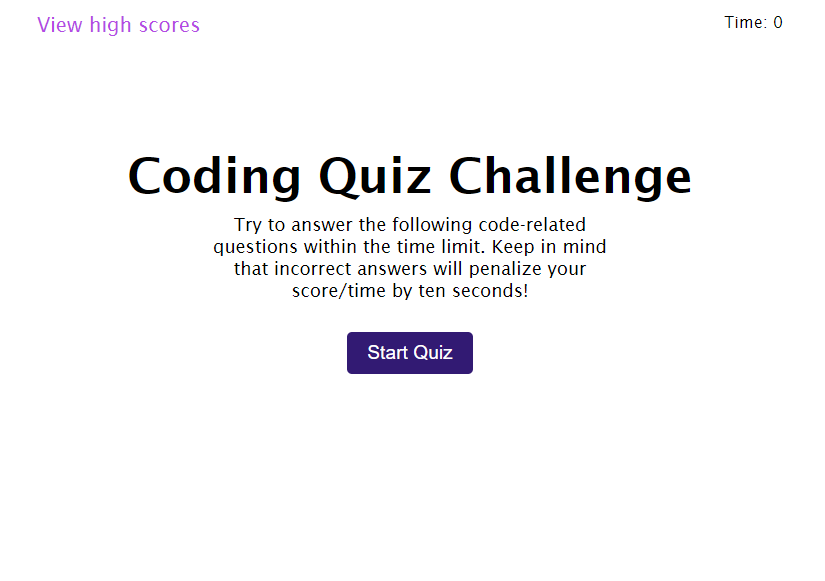 View high scores
Time: 0
Coding Quiz Challenge
Try to answer the following code-related
questions within the time limit. Keep in mind
that incorrect answers will penalize your
score/time by ten seconds!
Start Quiz